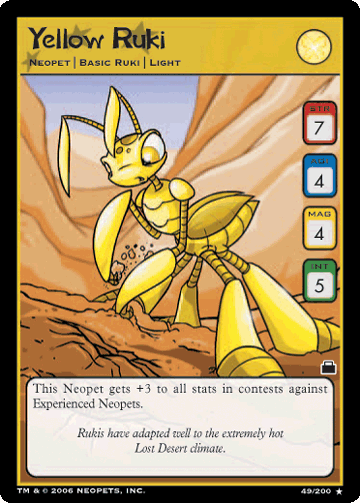 Yellow Ruki
NEOPET | BASIC RUKI | LIGHT
STR
7
AGI
4
MAG
4
INT
5
This Neopet gets +3 to all stats in contests against
Experienced Neopets.
Rukis have adapted well to the extremely hot
Lost Desert climate.
TM & © 2006 NEOPETS, INC.
49/200 ★